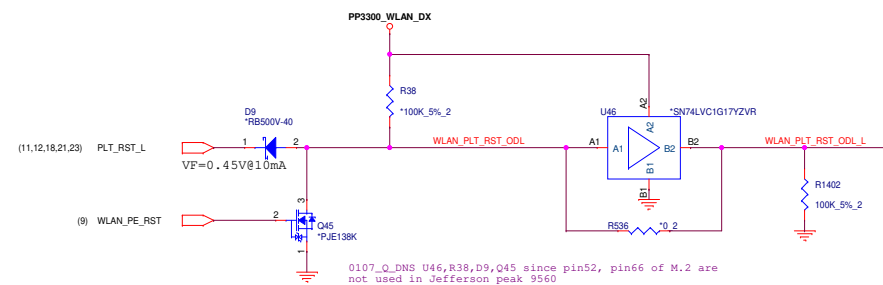 PP3300_WLAN_DX
R38
*100K_5%_2
D9
*RB500V-40
U46
*SN74LVC1G17YZVR
A2
A2
(11,12,18,21,23) PLT_RST_L
1
2
WLAN_PLT_RST_ODL
A1
A1
B2
B2
WLAN_PLT_RST_ODL_L
VF=0.45V@10mA
B1
B1
R1402
100K_5%_2
3
(9) WLAN_PE_RST
2
Q45
*PJE138K
1
R536
*0_2
0107_Q_DNS U46,R38,D9,Q45 since pin52, pin66 of M.2 are
not used in Jefferson peak 9560